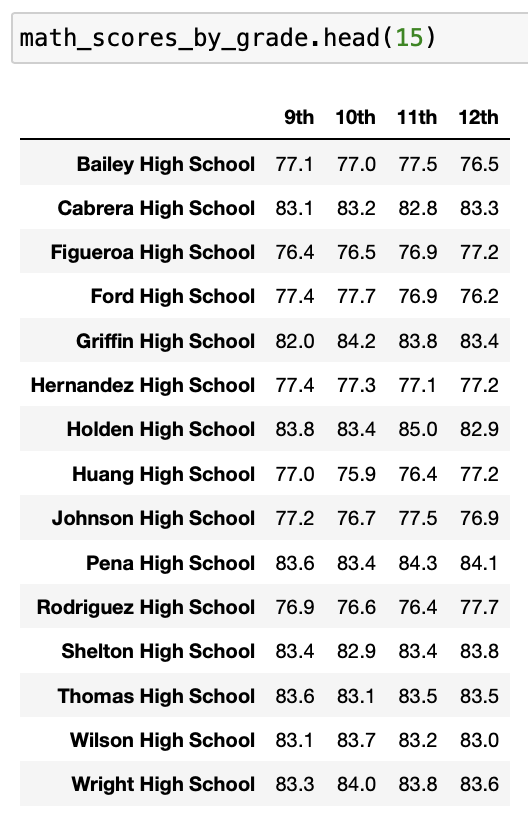 math_scores_by_grade.head(15)
9th 10th 11th 12th
Bailey High School 77.1 77.0 77.5 76.5
Cabrera High School 83.1 83.2 82.8 83.3
Figueroa High School 76.4 76.5 76.9 77.2
Ford High School 77.4 77.7 76.9 76.2
Griffin High School 82.0 84.2 83.8 83.4
Hernandez High School 77.4 77.3 77.1 77.2
Holden High School 83.8 83.4 85.0 82.9
Huang High School 77.0 75.9 76.4 77.2
Johnson High School 77.2 76.7 77.5 76.9
Pena High School 83.6 83.4 84.3 84.1
Rodriguez High School 76.9 76.6 76.4 77.7
Shelton High School 83.4 82.9 83.4 83.8
Thomas High School 83.6 83.1 83.5 83.5
Wilson High School 83.1 83.7 83.2 83.0
Wright High School 83.3 84.0 83.8 83.6